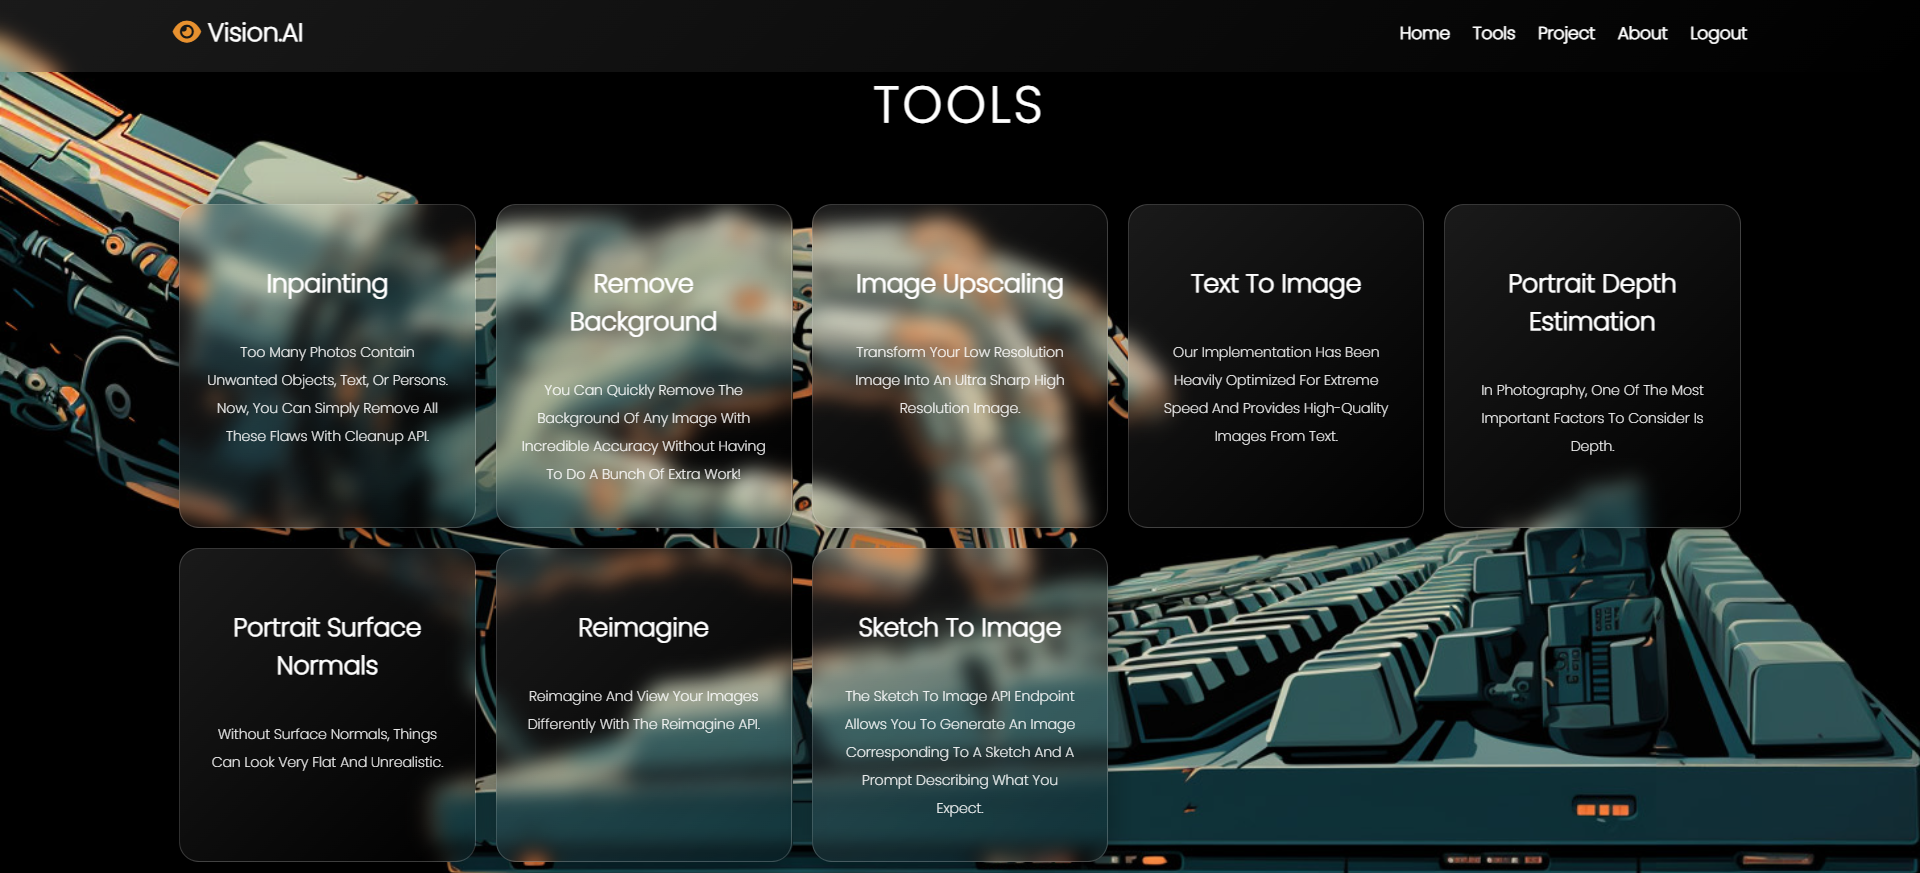 Vision.AI
Home Tools Project About Logout
TOOLS
Inpainting
Too Many Photos Contain
Unwanted Objects, Text, Or Persons.
Now, You Can Simply Remove All
These Flaws With Cleanup API.
Remove
Background
You Can Quickly Remove The
Background Of Any Image With
Incredible Accuracy Without Having
To Do A Bunch Of Extra Work!
Image Upscaling
Transform Your Low Resolution
Image Into An Ultra Sharp High
Resolution Image.
Text To Image
Our Implementation Has Been
Heavily Optimized For Extreme
Speed And Provides High-Quality
Images From Text.
Portrait Depth
Estimation
In Photography, One Of The Most
Important Factors To Consider Is
Depth.
Portrait Surface
Normals
Without Surface Normals, Things
Can Look Very Flat And Unrealistic.
Reimagine
Reimagine And View Your Images
Differently With The Reimagine API.
Sketch To Image
The Sketch To Image API Endpoint
Allows You To Generate An Image
Corresponding To A Sketch And A
Prompt Describing What You
Expect.